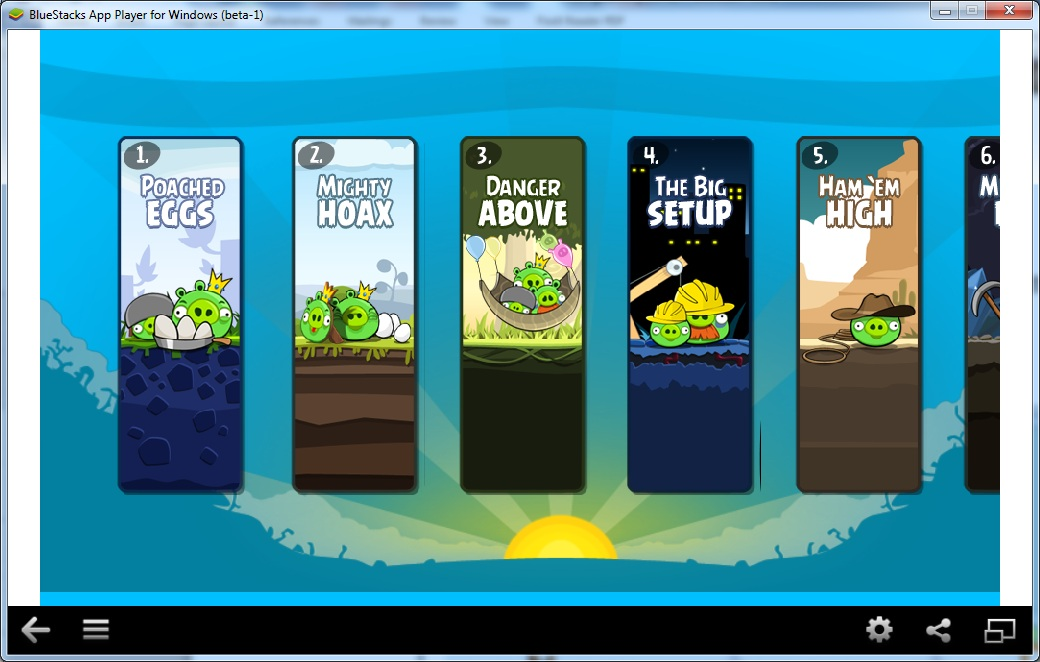 BlueStacks App Player for Windows (beta-1)
1.
POACHED
EGGS
2.
MIGHTY
HOAX
3.
DANGER
ABOVE
4.
THE BIG
SETUP
5.
HAM 'EM
HIGH
6.